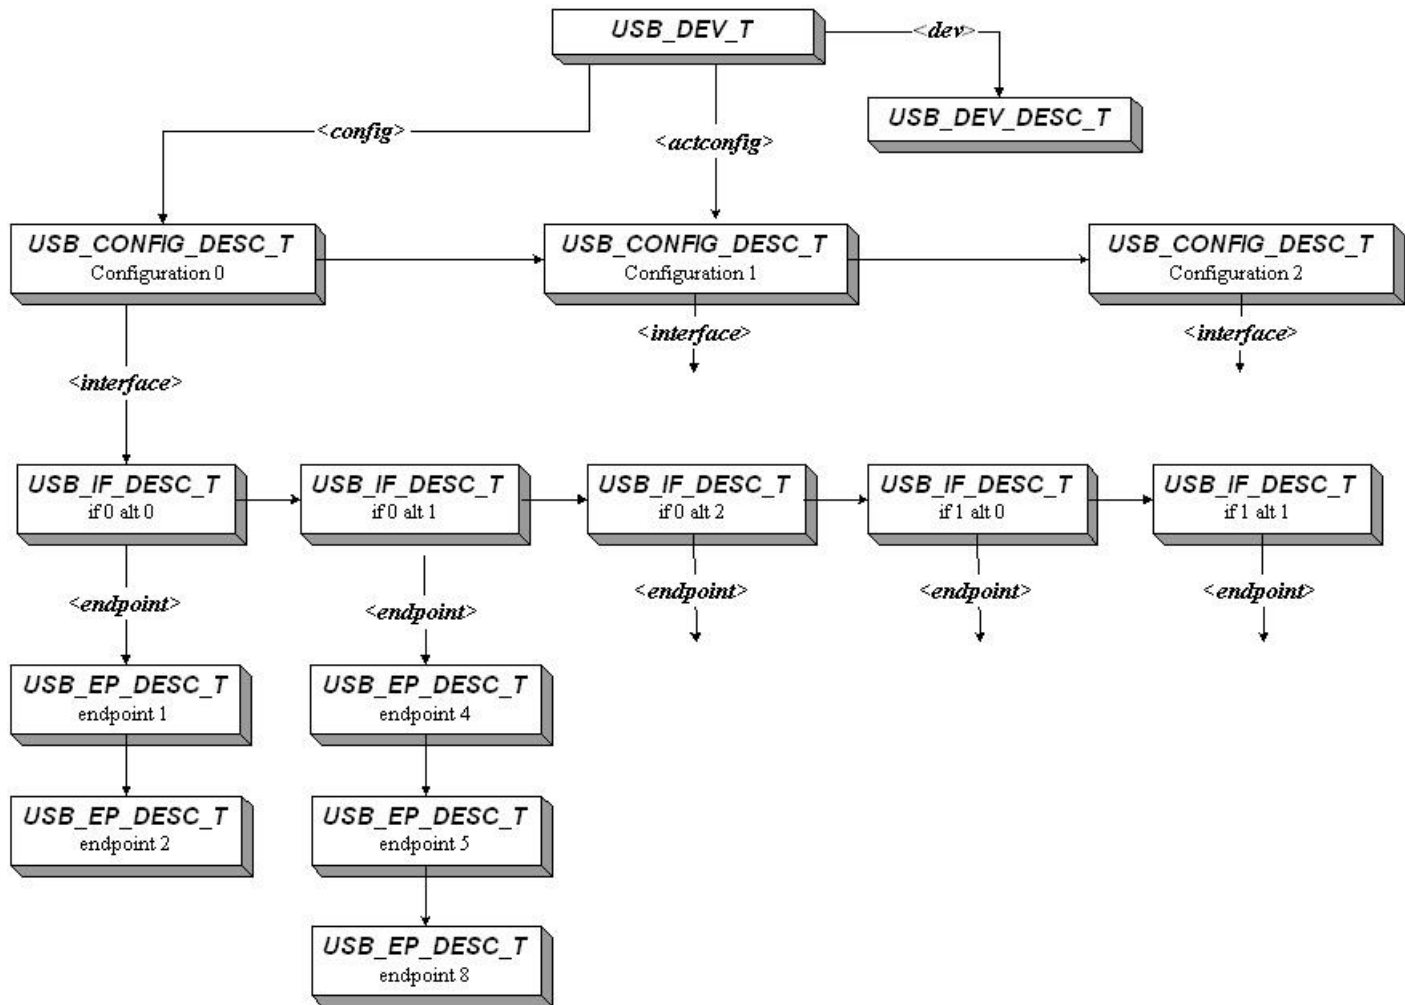 USB_DEV_T
<dev>
USB_DEV_DESC_T
<config>
<actconfig>
USB_CONFIG_DESC_T
Configuration 0
USB_CONFIG_DESC_T
Configuration 1
USB_CONFIG_DESC_T
Configuration 2
<interface>
<interface>
<interface>
USB_IF_DESC_T
if 0 alt 0
USB_IF_DESC_T
if 0 alt 1
USB_IF_DESC_T
if 0 alt 2
USB_IF_DESC_T
if 1 alt 0
USB_IF_DESC_T
if 1 alt 1
<endpoint>
<endpoint>
<endpoint>
<endpoint>
<endpoint>
USB_EP_DESC_T
endpoint 1
USB_EP_DESC_T
endpoint 4
USB_EP_DESC_T
endpoint 2
USB_EP_DESC_T
endpoint 5
USB_EP_DESC_T
endpoint 8